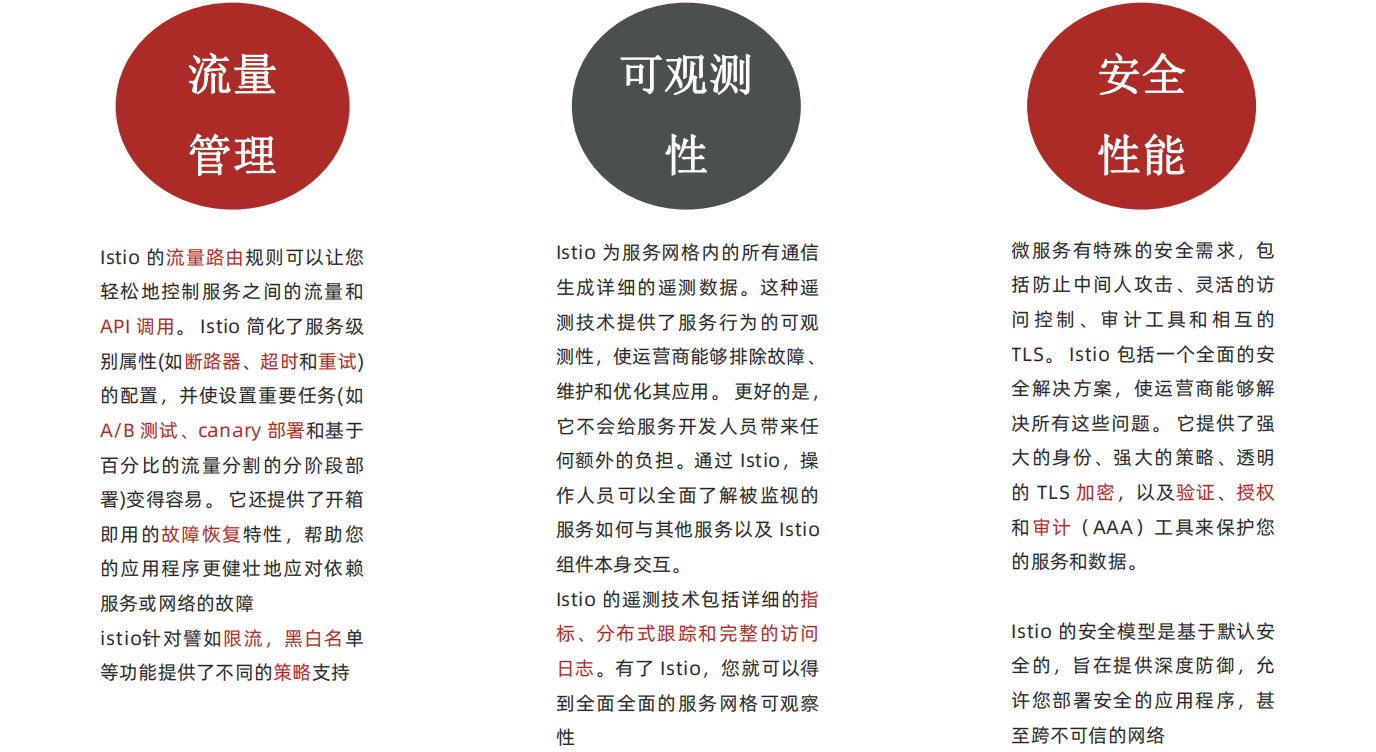 流量
管理
Istio 的流量路由规则可以让您
轻松地控制服务之间的流量和
API 调用。 Istio 简化了服务级
别属性(如断路器、超时和重试)
的配置，并使设置重要任务(如
A/B 测试、canary 部署和基于
百分比的流量分割的分阶段部
署)变得容易。 它还提供了开箱
即用的故障恢复特性，帮助您
的应用程序更健壮地应对依赖
服务或网络的故障
istio针对譬如限流，黑白名单
等功能提供了不同的策略支持
可观测
性
Istio 为服务网格内的所有通信
生成详细的遥测数据。这种遥
测技术提供了服务行为的可观
测性，使运营商能够排除故障、
维护和优化其应用。 更好的是，
它不会给服务开发人员带来任
何额外的负担。通过 Istio，操
作人员可以全面了解被监视的
服务如何与其他服务以及 Istio
组件本身交互。
Istio 的遥测技术包括详细的指
标、分布式跟踪和完整的访问
日志。有了 Istio，您就可以得
到全面全面的服务网格可观察
性
安全
性能
微服务有特殊的安全需求，包
括防止中间人攻击、灵活的访
问控制、审计工具和相互的
TLS。 Istio 包括一个全面的安
全解决方案，使运营商能够解
决所有这些问题。 它提供了强
大的身份、强大的策略、透明
的 TLS 加密，以及验证、授权
和审计（AAA）工具来保护您
的服务和数据。
Istio 的安全模型是基于默认安
全的，旨在提供深度防御，允
许您部署安全的应用程序，甚
至跨不可信的网络